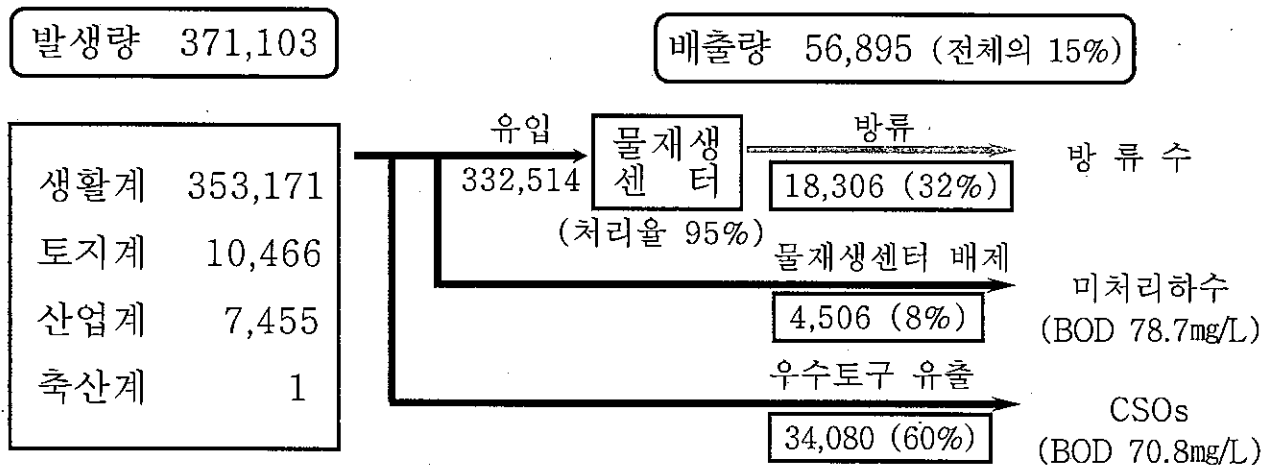 발생량 371,103
배출량 56,895 (전체의 15%)
생활계 353,171
토지계 10,466
산업계 7,455
축산계 1
유입
332,514
물재생
센 터
(처리율 95%)
방류
18,306 (32%)
방 류 수
물재생센터 배제
4,506 (8%)
미처리하수
(BOD 78.7㎎/L)
우수토구 유출
34,080 (60%)
CSOs
(BOD 70.8㎎/L)